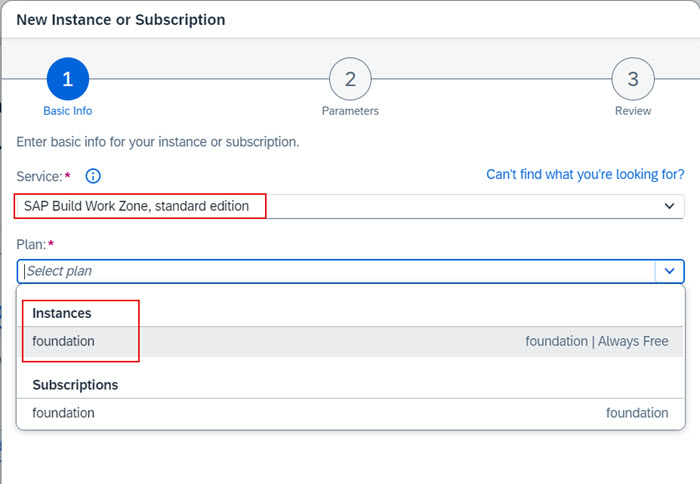 New Instance or Subscription
1
2
3
Basic Info
Parameters
Review
Enter basic info for your instance or subscription.
Service:*
Can't find what you're looking for?
SAP Build Work Zone, standard edition
Plan:*
Select plan
Instances
foundation
foundation | Always Free
Subscriptions
foundation
foundation